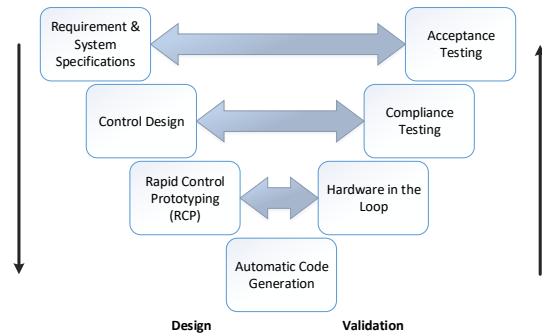 Requirement &
System
Specifications
Acceptance
Testing
Control Design
Compliance
Testing
Rapid Control
Prototyping
(RCP)
Hardware in the
Loop
Automatic Code
Generation
Design
Validation